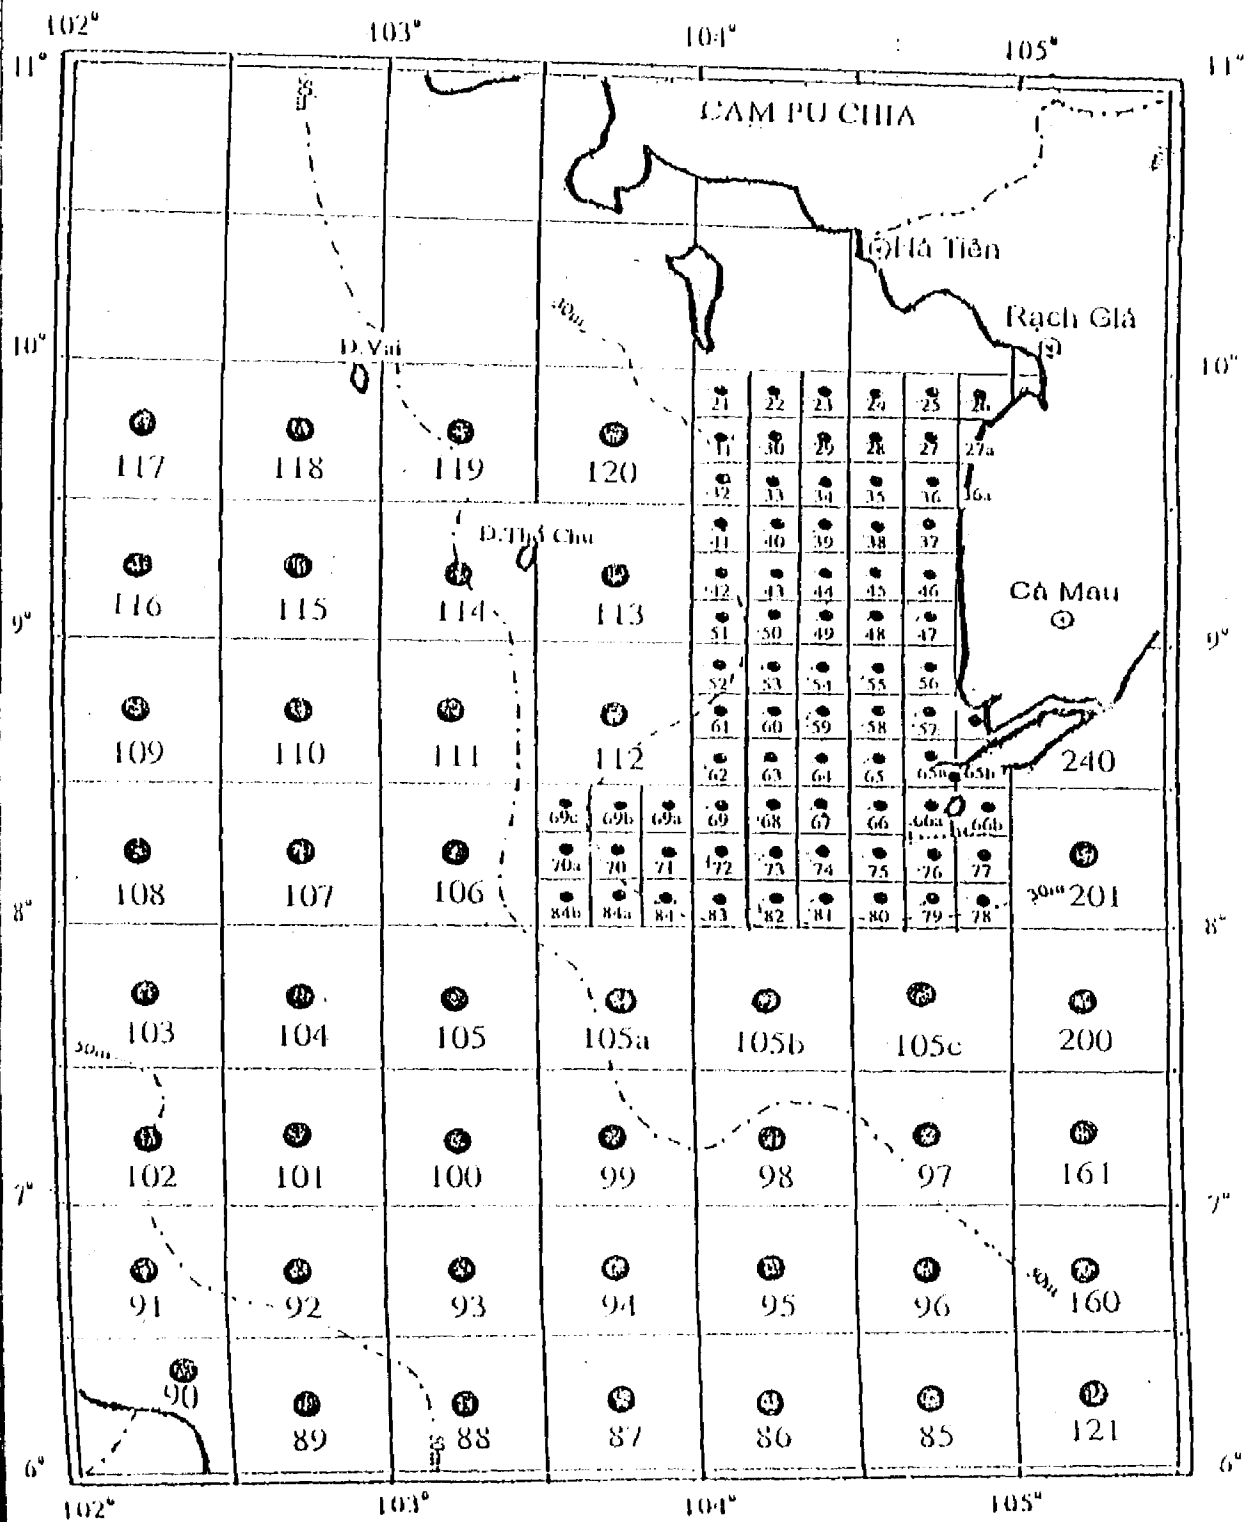 102° 103° 104° 105°
11° 11°
CAM PU CHIA
Hà Tiên
30m
Rạch Giá
10° D.Vai 10°
21 22 23 24 25 26
117 118 119 120
31 30 29 28 27 27a
32 33 34 35 36 36a
D.Thổ Chu
41 40 39 38 37
116 115 114 113
42 43 44 45 46
Cà Mau
9° 51 50 49 48 47 9°
52 53 54 55 56
61 60 59 58 57
109 110 111 112 240
62 63 64 65 65a 65b
69c 69b 69a 69 68 67 66 66a 66b
70a 70 71 72 73 74 75 76 77
108 107 106 30m 201
84b 84a 84 83 82 81 80 79 78
8° 8°
103 104 105 105a 105b 105c 200
50m
102 101 100 99 98 97 161
7° 7°
91 92 93 94 95 96 50m 160
90
89 88 87 86 85 121
6° 6°
102° 103° 104° 105°